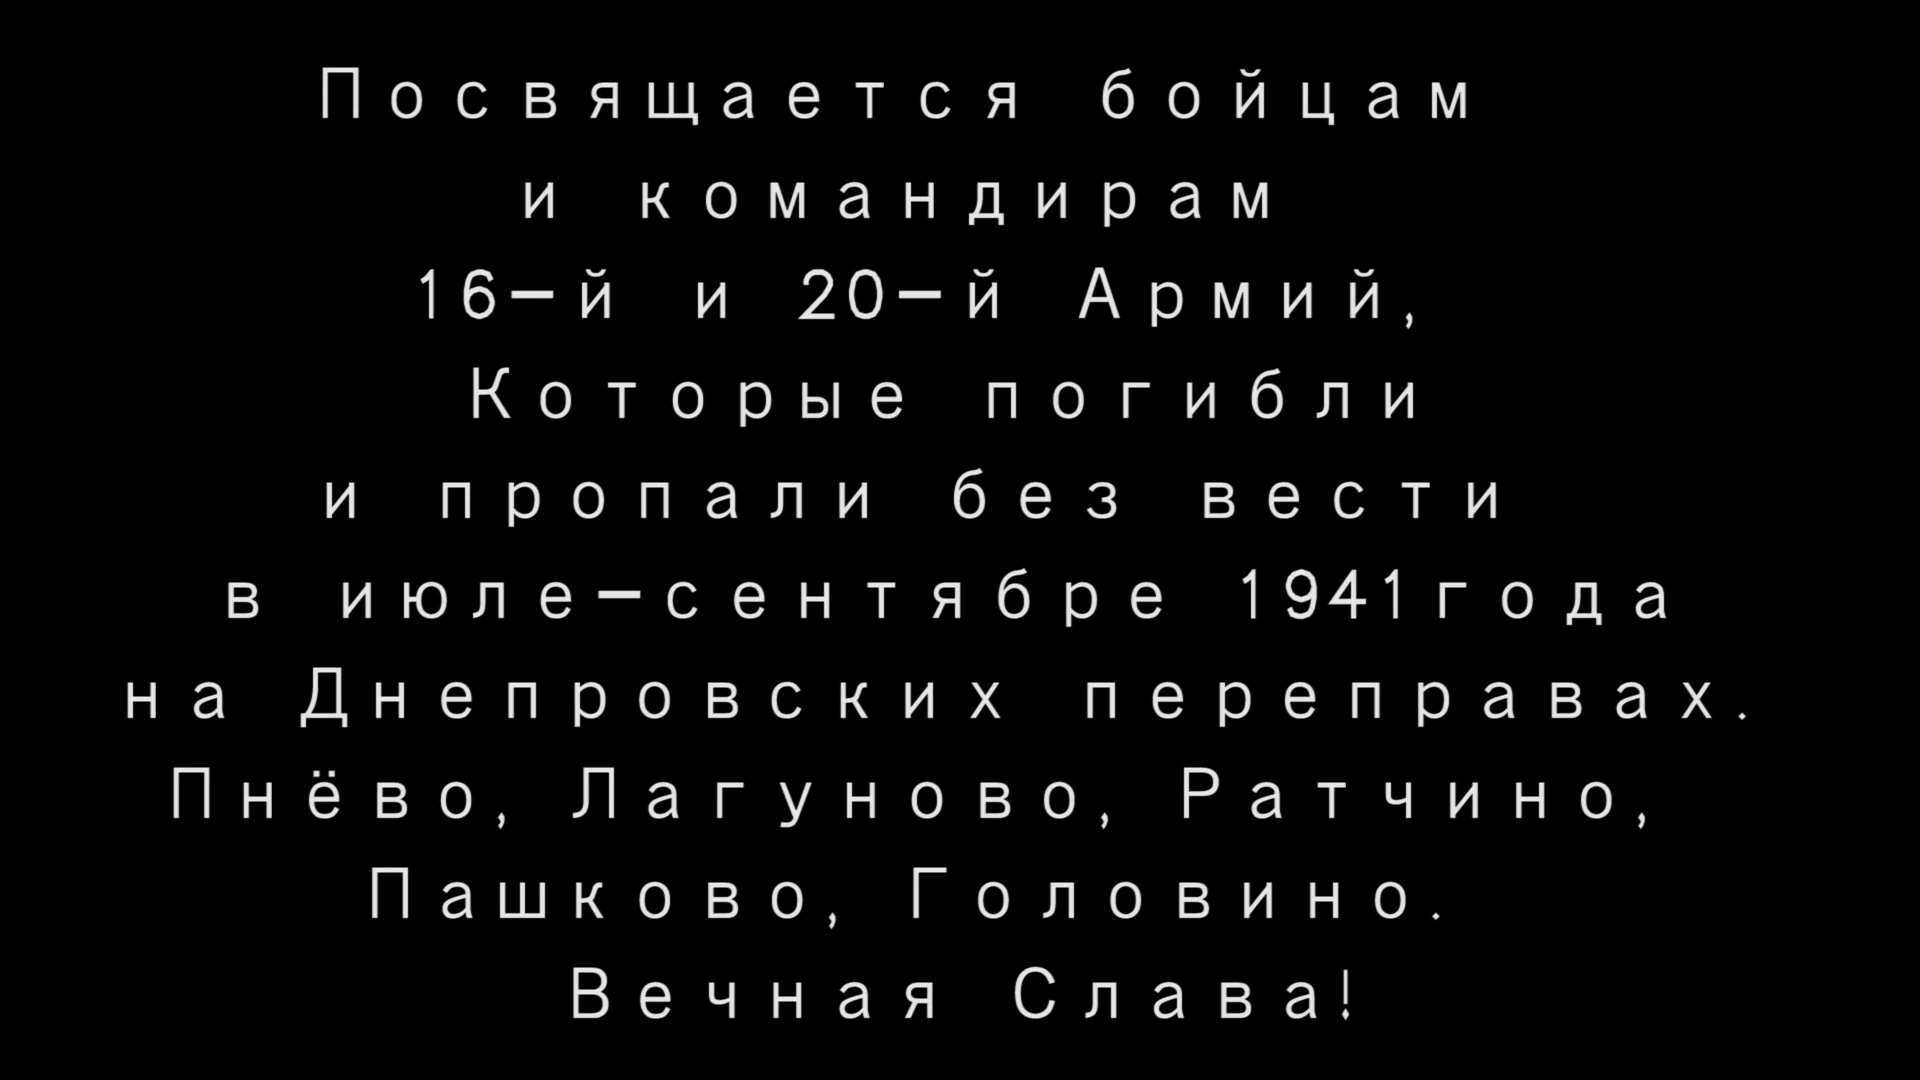 Посвящается бойцам
и командирам
16-й и 20-й Армий,
Которые погибли
и пропали без вести
в июле-сентябре 1941года
на Днепровских переправах.
Пнёво, Лагуново, Ратчино,
Пашково, Головино.
Вечная Слава!